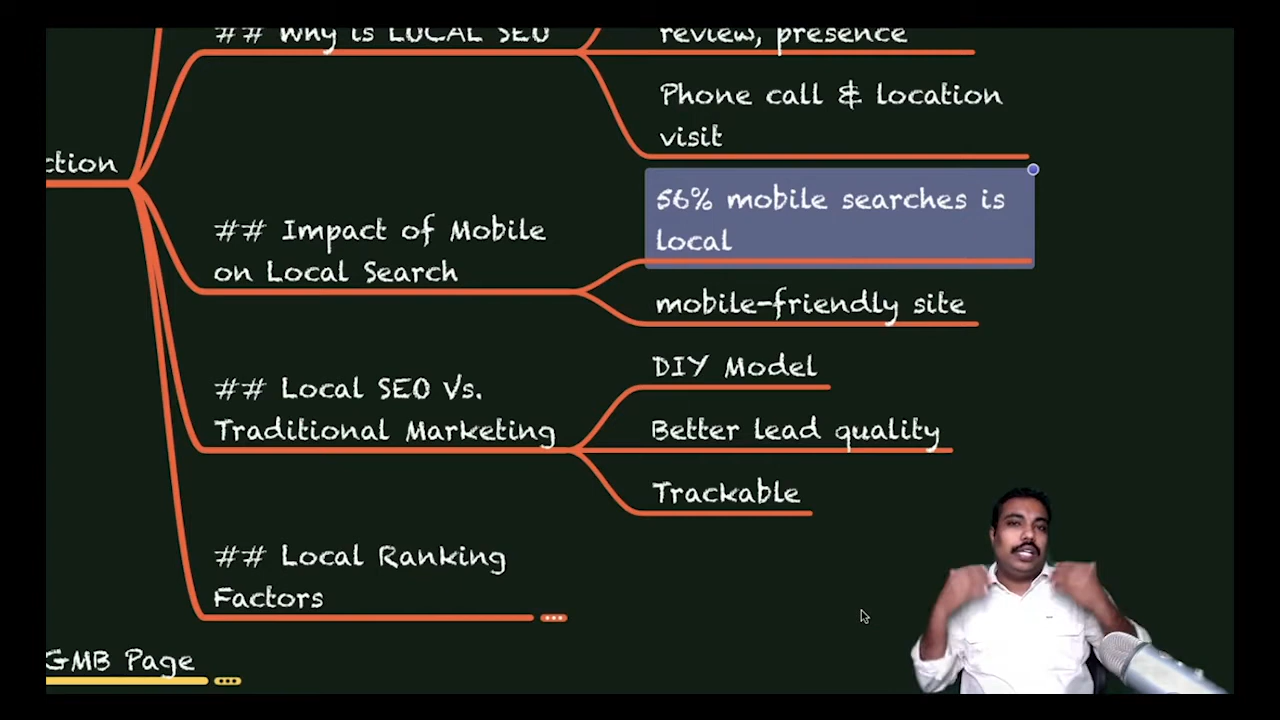 ## Why is LOCAL SEO
review, presence
Phone call & location
visit
ction
56% mobile searches is
local
## Impact of Mobile
on Local Search
mobile-friendly site
DIY Model
## Local SEO Vs.
Traditional Marketing
Better lead quality
Trackable
## Local Ranking
Factors
GMB Page